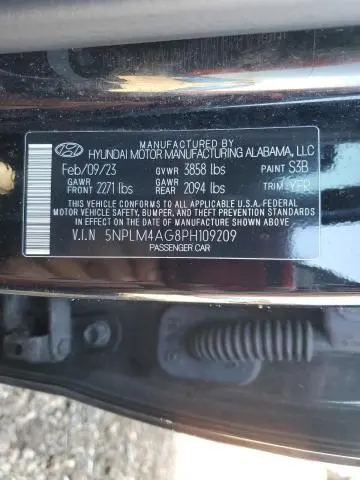 MANUFACTURED BY
HYUNDAI MOTOR MANUFACTURING ALABAMA, LLC
Feb/09/23 GVWR 3858 lbs PAINT S3B
GAWR FRONT 2271 lbs GAWR REAR 2094 lbs TRIM YFR
THIS VEHICLE CONFORMS TO ALL APPLICABLE U.S.A.FEDERAL
MOTOR VEHICLE SAFETY, BUMPER, AND THEFT PREVENTION STANDARDS
IN EFFECT ON THE DATE OF MANUFACTURE SHOWN ABOVE.
V.I.N 5NPLM4AG8PH109209
PASSENGER CAR